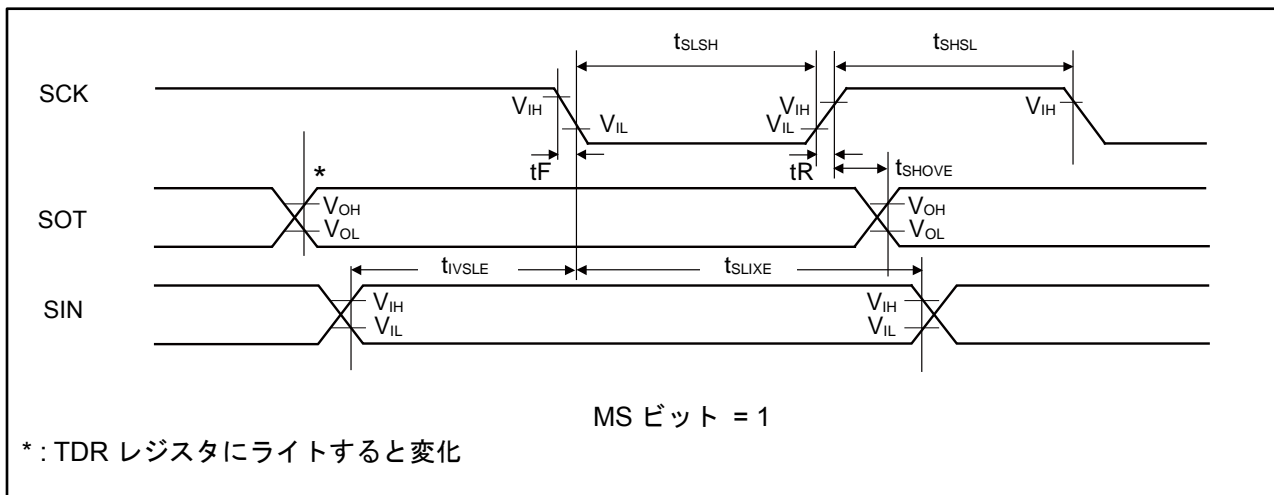 tSLSH
tSHSL
SCK
VIH
VIL
VIH
VIL
VIH
tF
tR
tSHOVE
*
SOT
VOH
VOL
VOH
VOL
tIVSLE
tSLIXE
SIN
VIH
VIL
VIH
VIL
MS ビット = 1
* : TDR レジスタにライトすると変化